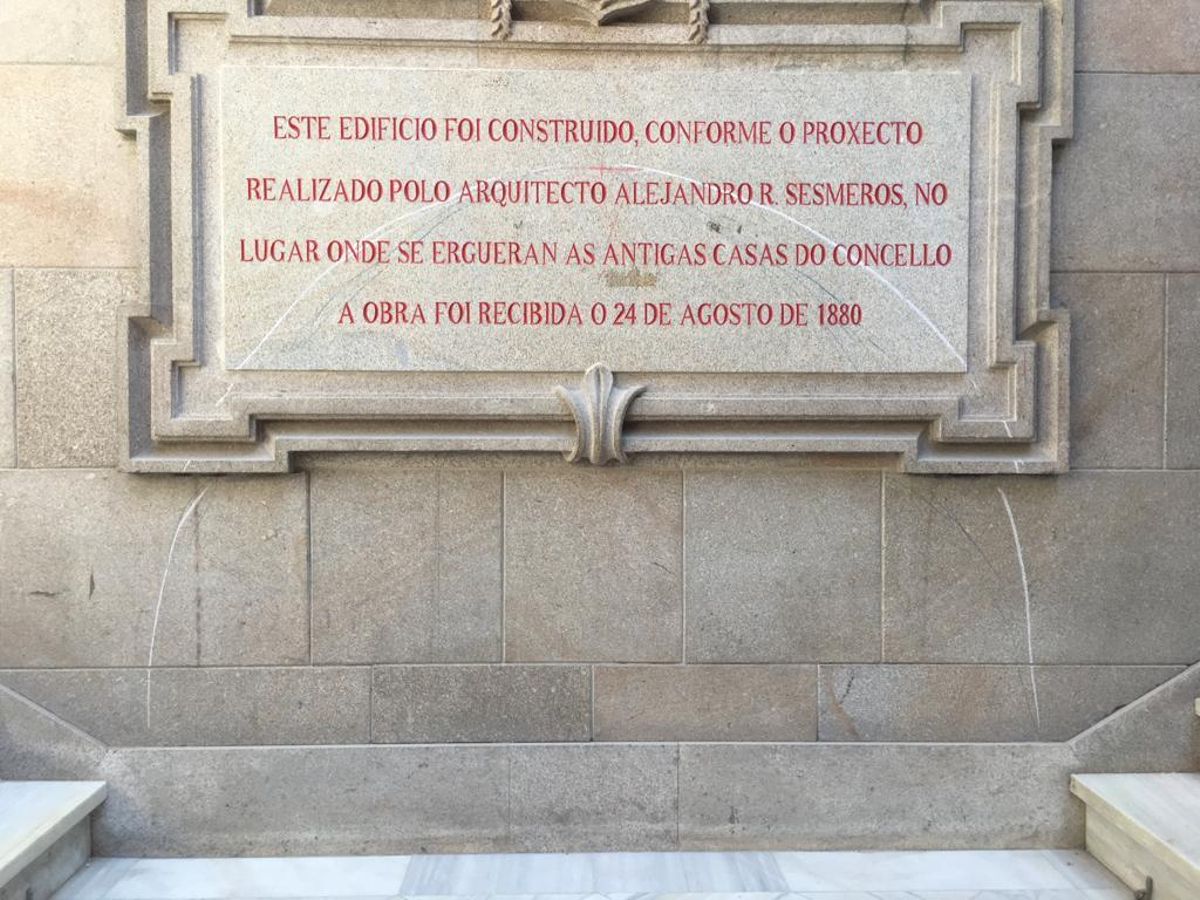 ESTE EDIFICIO FOI CONSTRUIDO, CONFORME O PROXECTO
REALIZADO POLO ARQUITECTO ALEJANDRO R. SESMEROS, NO
LUGAR ONDE SE ERGUERAN AS ANTIGAS CASAS DO CONCELLO
A OBRA FOI RECIBIDA O 24 DE AGOSTO DE 1880